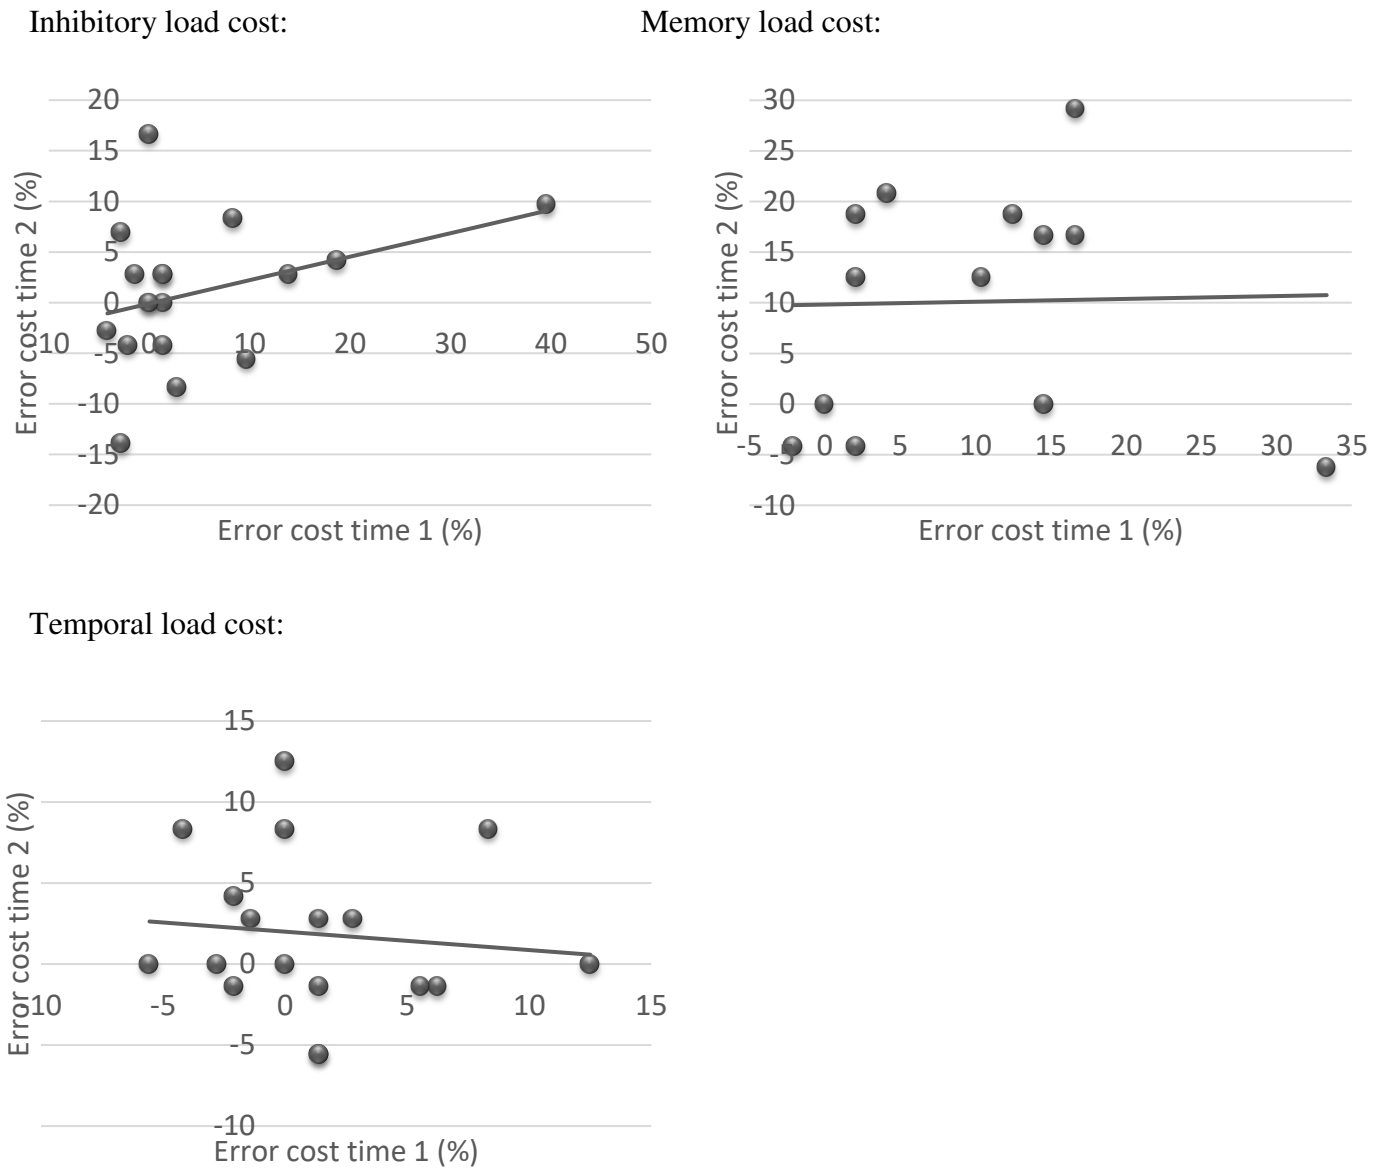 Inhibitory load cost:
Memory load cost:
20
15
10
5
0
-5
-10
-15
-20
-10 0 10 20 30 40 50
Error cost time 2 (%)
Error cost time 1 (%)
30
25
20
15
10
5
0
-5
-10
-5 0 5 10 15 20 25 30 35
Error cost time 2 (%)
Error cost time 1 (%)
Temporal load cost:
15
10
5
0
-5
-10
-10 -5 0 5 10 15
Error cost time 2 (%)
Error cost time 1 (%)